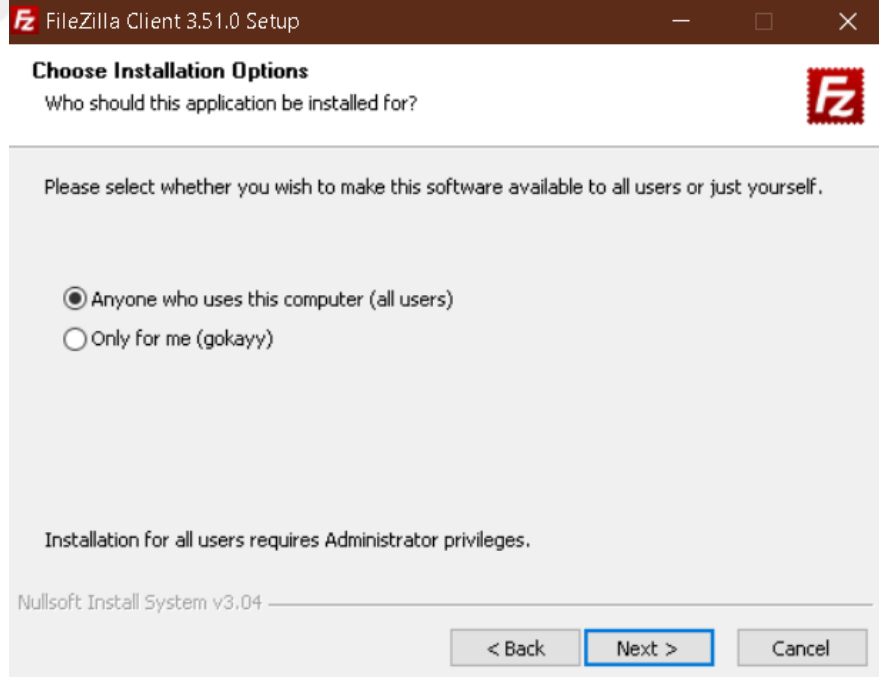 FileZilla Client 3.51.0 Setup
Choose Installation Options
Who should this application be installed for?
Fz
Please select whether you wish to make this software available to all users or just yourself.
Anyone who uses this computer (all users)
Only for me (gokayy)
Installation for all users requires Administrator privileges.
Nullsoft Install System v3.04
< Back Next > Cancel